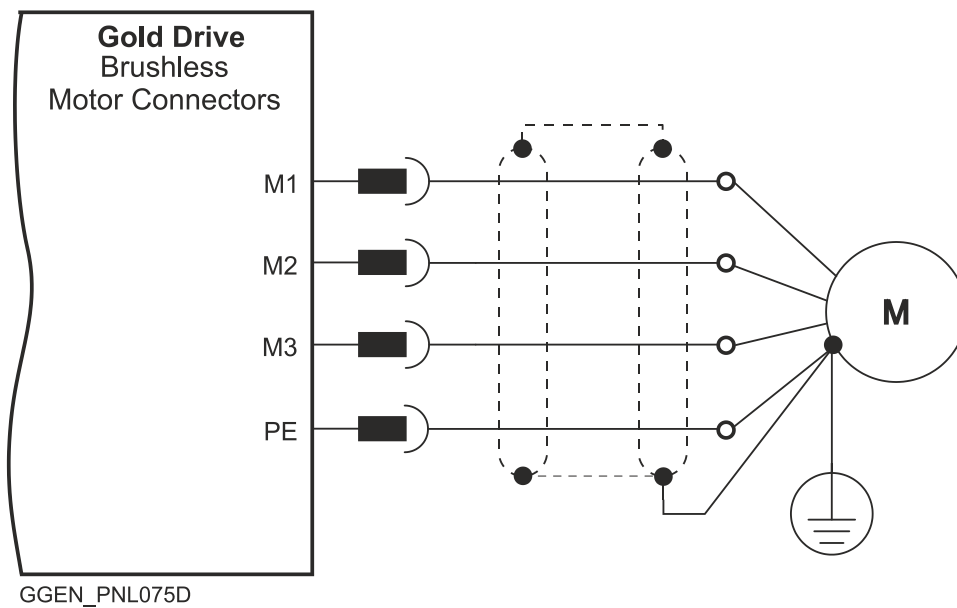 Gold Drive
Brushless
Motor Connectors
M1
M2
M3
PE
M
GGEN_PNL075D